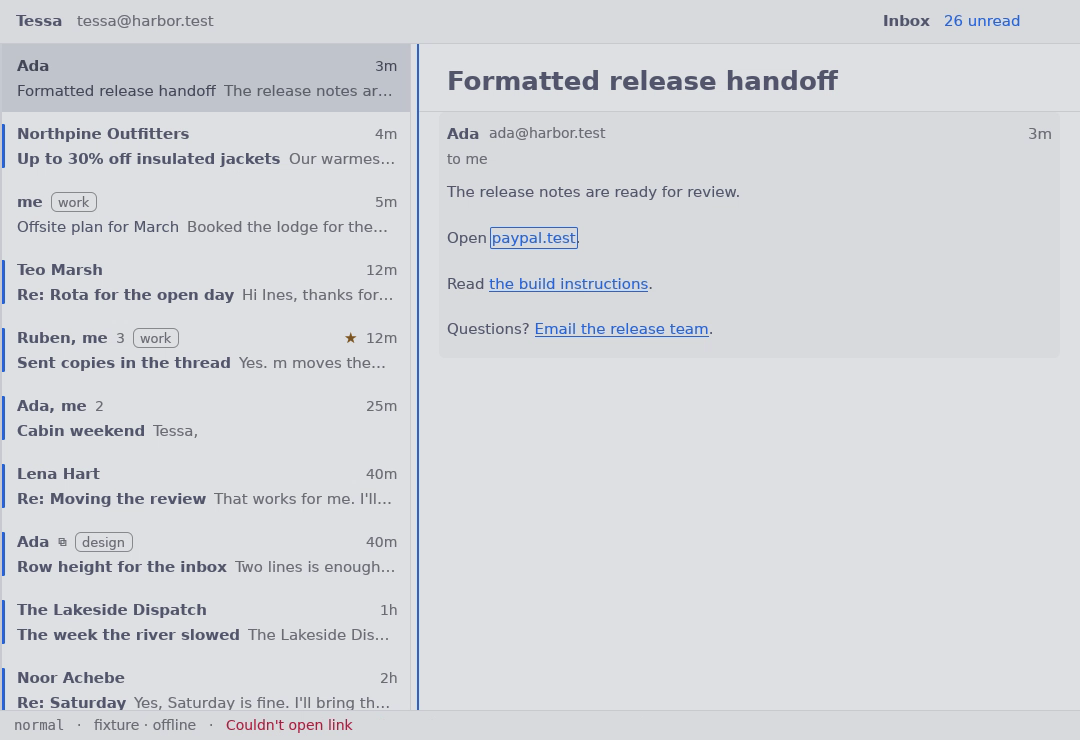 Tessa tessa@harbor.test Inbox 26 unread
Ada 3m
Formatted release handoff The release notes ar…
Northpine Outfitters 4m
Up to 30% off insulated jackets Our warmes…
me work 5m
Offsite plan for March Booked the lodge for the…
Teo Marsh 12m
Re: Rota for the open day Hi Ines, thanks for…
Ruben, me 3 work ★ 12m
Sent copies in the thread Yes. m moves the…
Ada, me 2 25m
Cabin weekend Tessa,
Lena Hart 40m
Re: Moving the review That works for me. I'll…
Ada design 40m
Row height for the inbox Two lines is enough…
The Lakeside Dispatch 1h
The week the river slowed The Lakeside Dis…
Noor Achebe 2h
Re: Saturday Yes, Saturday is fine. I'll bring th…
Formatted release handoff
Ada ada@harbor.test 3m
to me
The release notes are ready for review.
Open paypal.test.
Read the build instructions.
Questions? Email the release team.
normal · fixture · offline · Couldn't open link